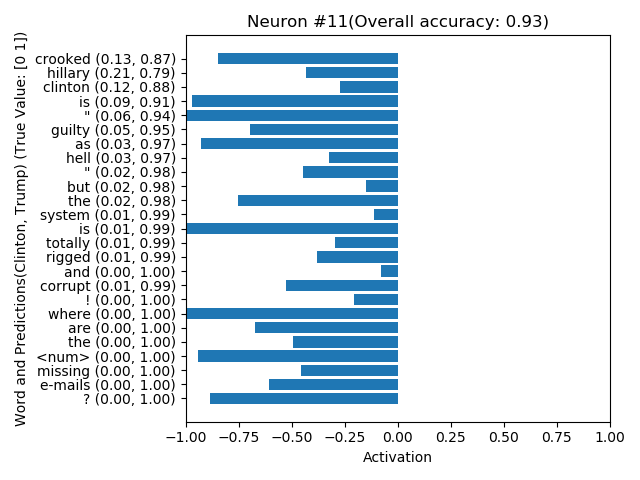 Neuron #11(Overall accuracy: 0.93)
Word and Predictions(Clinton, Trump) (True Value: [0 1])
crooked (0.13, 0.87)
hillary (0.21, 0.79)
clinton (0.12, 0.88)
is (0.09, 0.91)
" (0.06, 0.94)
guilty (0.05, 0.95)
as (0.03, 0.97)
hell (0.03, 0.97)
" (0.02, 0.98)
but (0.02, 0.98)
the (0.02, 0.98)
system (0.01, 0.99)
is (0.01, 0.99)
totally (0.01, 0.99)
rigged (0.01, 0.99)
and (0.00, 1.00)
corrupt (0.01, 0.99)
! (0.00, 1.00)
where (0.00, 1.00)
are (0.00, 1.00)
the (0.00, 1.00)
<num> (0.00, 1.00)
missing (0.00, 1.00)
e-mails (0.00, 1.00)
? (0.00, 1.00)
−1.00 −0.75 −0.50 −0.25 0.00 0.25 0.50 0.75 1.00
Activation